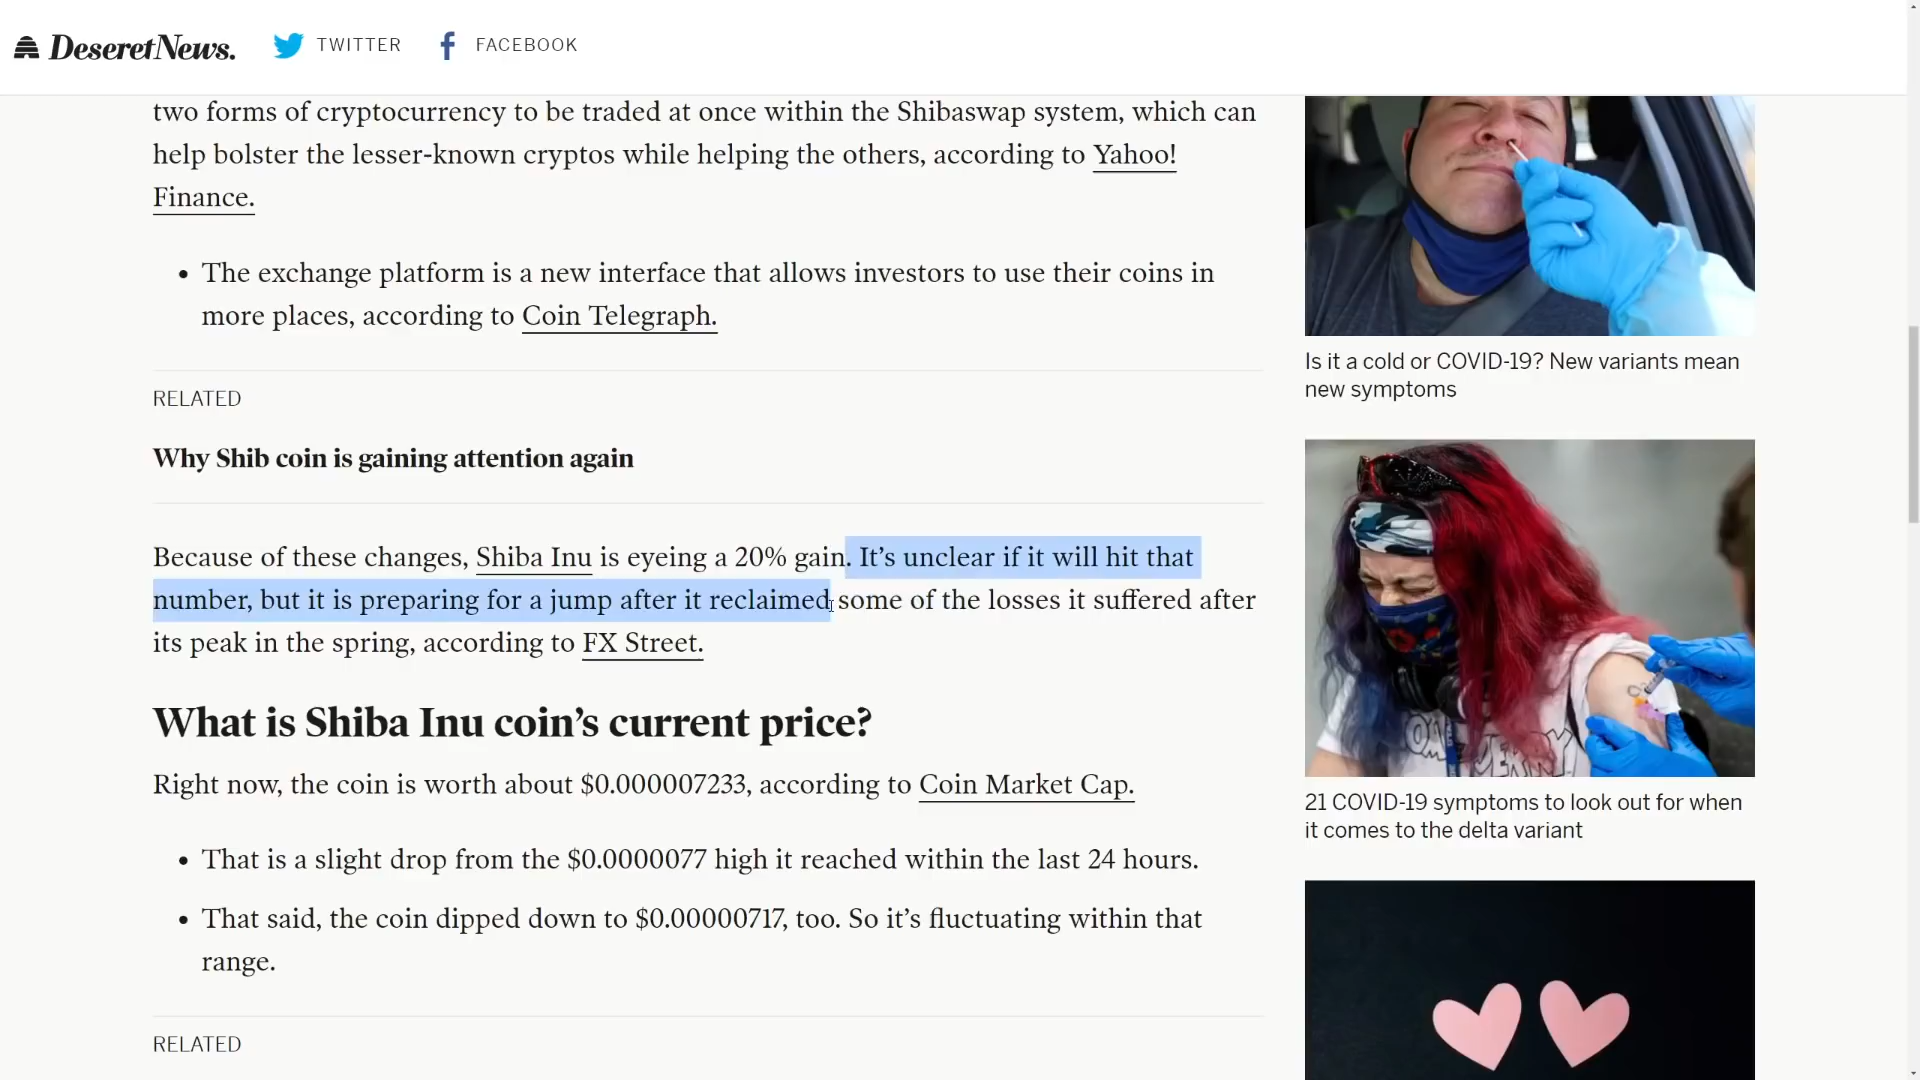 DeseretNews.
TWITTER
FACEBOOK
two forms of cryptocurrency to be traded at once within the Shibaswap system, which can
help bolster the lesser-known cryptos while helping the others, according to Yahoo!
Finance.
• The exchange platform is a new interface that allows investors to use their coins in
more places, according to Coin Telegraph.
RELATED
Why Shib coin is gaining attention again
Because of these changes, Shiba Inu is eyeing a 20% gain. It’s unclear if it will hit that
number, but it is preparing for a jump after it reclaimed some of the losses it suffered after
its peak in the spring, according to FX Street.
What is Shiba Inu coin’s current price?
Right now, the coin is worth about $0.000007233, according to Coin Market Cap.
• That is a slight drop from the $0.0000077 high it reached within the last 24 hours.
• That said, the coin dipped down to $0.00000717, too. So it’s fluctuating within that
range.
RELATED
Is it a cold or COVID-19? New variants mean
new symptoms
21 COVID-19 symptoms to look out for when
it comes to the delta variant